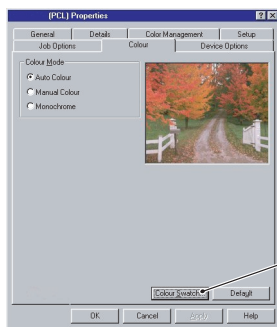 (PCL) Properties
General Details Color Management Setup
Job Options Colour Device Options
Colour Mode
Auto Colour
Manual Colour
Monochrome
Colour Swatch... Default
OK Cancel Apply Help